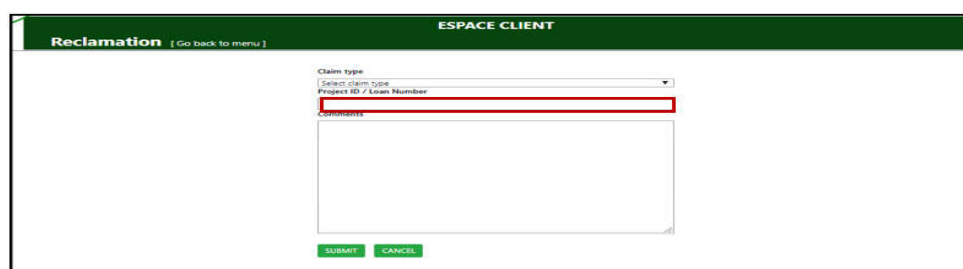 ESPACE CLIENT
Reclamation [ Go back to menu ]
Claim type
Select claim type
Project ID / Loan Number
Comments
SUBMIT CANCEL